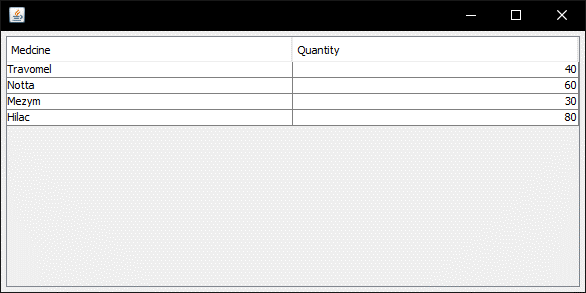 Medcine Quantity
Travomel 40
Notta 60
Mezym 30
Hilac 80